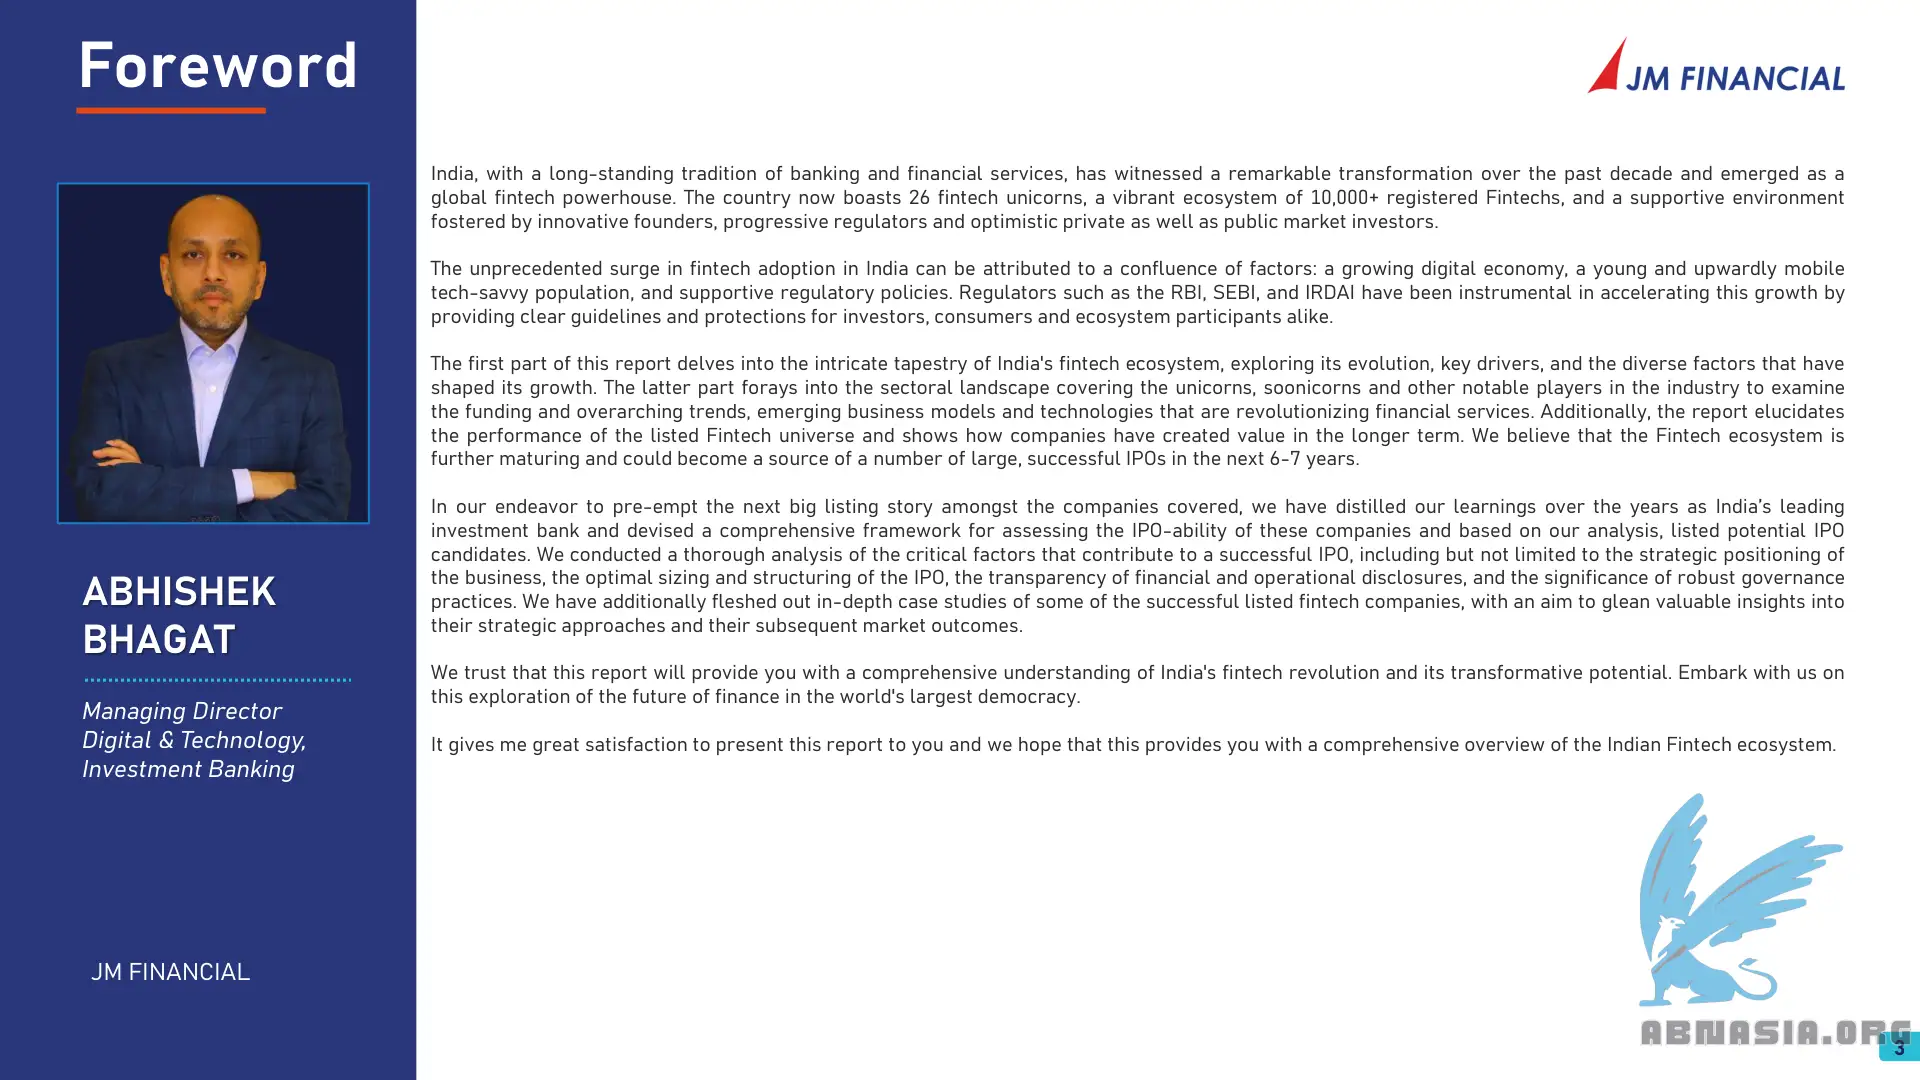 Foreword
JM FINANCIAL
India, with a long-standing tradition of banking and financial services, has witnessed a remarkable transformation over the past decade and emerged as a
global fintech powerhouse. The country now boasts 26 fintech unicorns, a vibrant ecosystem of 10,000+ registered Fintechs, and a supportive environment
fostered by innovative founders, progressive regulators and optimistic private as well as public market investors.
The unprecedented surge in fintech adoption in India can be attributed to a confluence of factors: a growing digital economy, a young and upwardly mobile
tech-savvy population, and supportive regulatory policies. Regulators such as the RBI, SEBI, and IRDAI have been instrumental in accelerating this growth by
providing clear guidelines and protections for investors, consumers and ecosystem participants alike.
The first part of this report delves into the intricate tapestry of India's fintech ecosystem, exploring its evolution, key drivers, and the diverse factors that have
shaped its growth. The latter part forays into the sectoral landscape covering the unicorns, soonicorns and other notable players in the industry to examine
the funding and overarching trends, emerging business models and technologies that are revolutionizing financial services. Additionally, the report elucidates
the performance of the listed Fintech universe and shows how companies have created value in the longer term. We believe that the Fintech ecosystem is
further maturing and could become a source of a number of large, successful IPOs in the next 6-7 years.
In our endeavor to pre-empt the next big listing story amongst the companies covered, we have distilled our learnings over the years as India’s leading
investment bank and devised a comprehensive framework for assessing the IPO-ability of these companies and based on our analysis, listed potential IPO
candidates. We conducted a thorough analysis of the critical factors that contribute to a successful IPO, including but not limited to the strategic positioning of
the business, the optimal sizing and structuring of the IPO, the transparency of financial and operational disclosures, and the significance of robust governance
practices. We have additionally fleshed out in-depth case studies of some of the successful listed fintech companies, with an aim to glean valuable insights into
their strategic approaches and their subsequent market outcomes.
We trust that this report will provide you with a comprehensive understanding of India's fintech revolution and its transformative potential. Embark with us on
this exploration of the future of finance in the world's largest democracy.
It gives me great satisfaction to present this report to you and we hope that this provides you with a comprehensive overview of the Indian Fintech ecosystem.
ABHISHEK
BHAGAT
Managing Director
Digital & Technology,
Investment Banking
JM FINANCIAL
ABNASIA.ORG
3